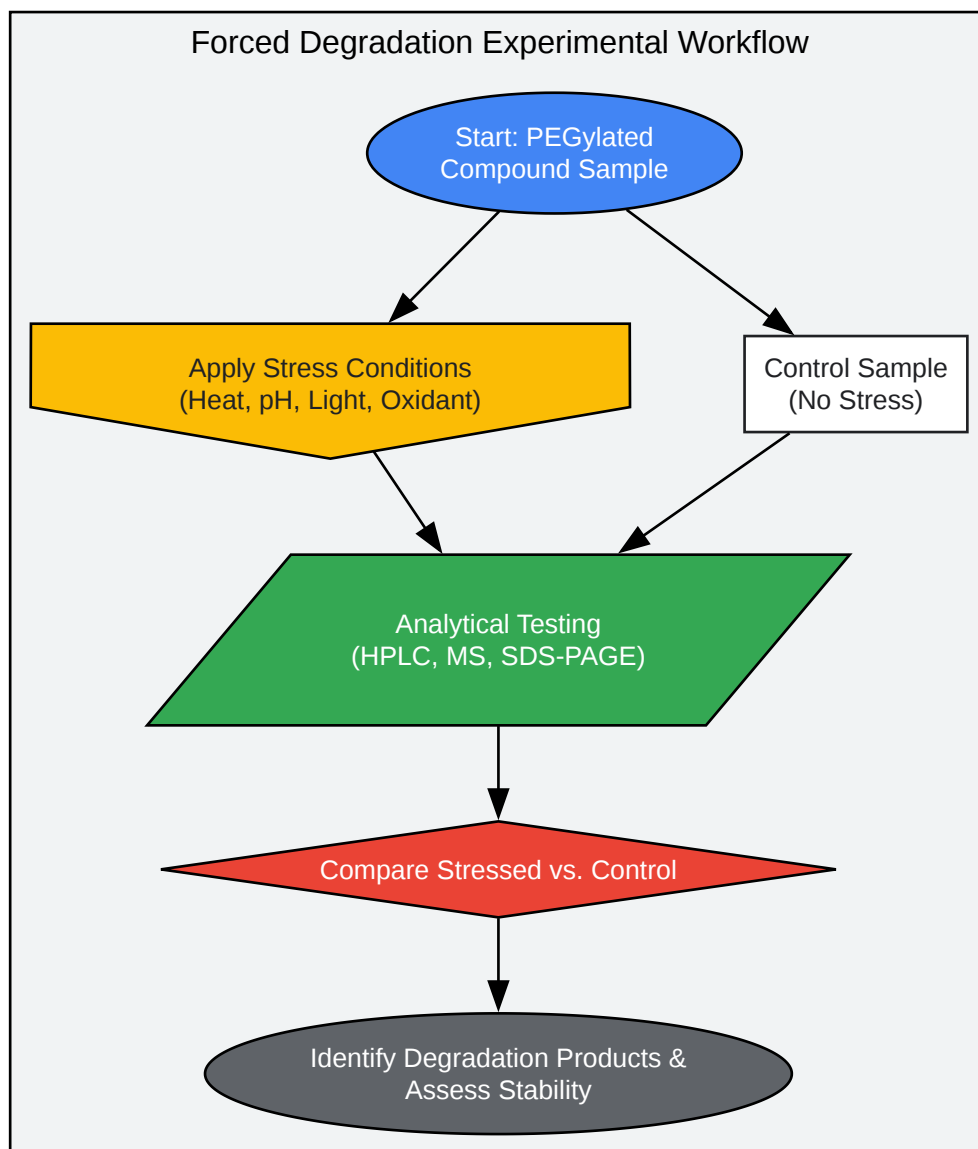 Forced Degradation Experimental Workflow
Start: PEGylated
Compound Sample
Apply Stress Conditions
(Heat, pH, Light, Oxidant)
Control Sample
(No Stress)
Analytical Testing
(HPLC, MS, SDS-PAGE)
Compare Stressed vs. Control
Identify Degradation Products &
Assess Stability